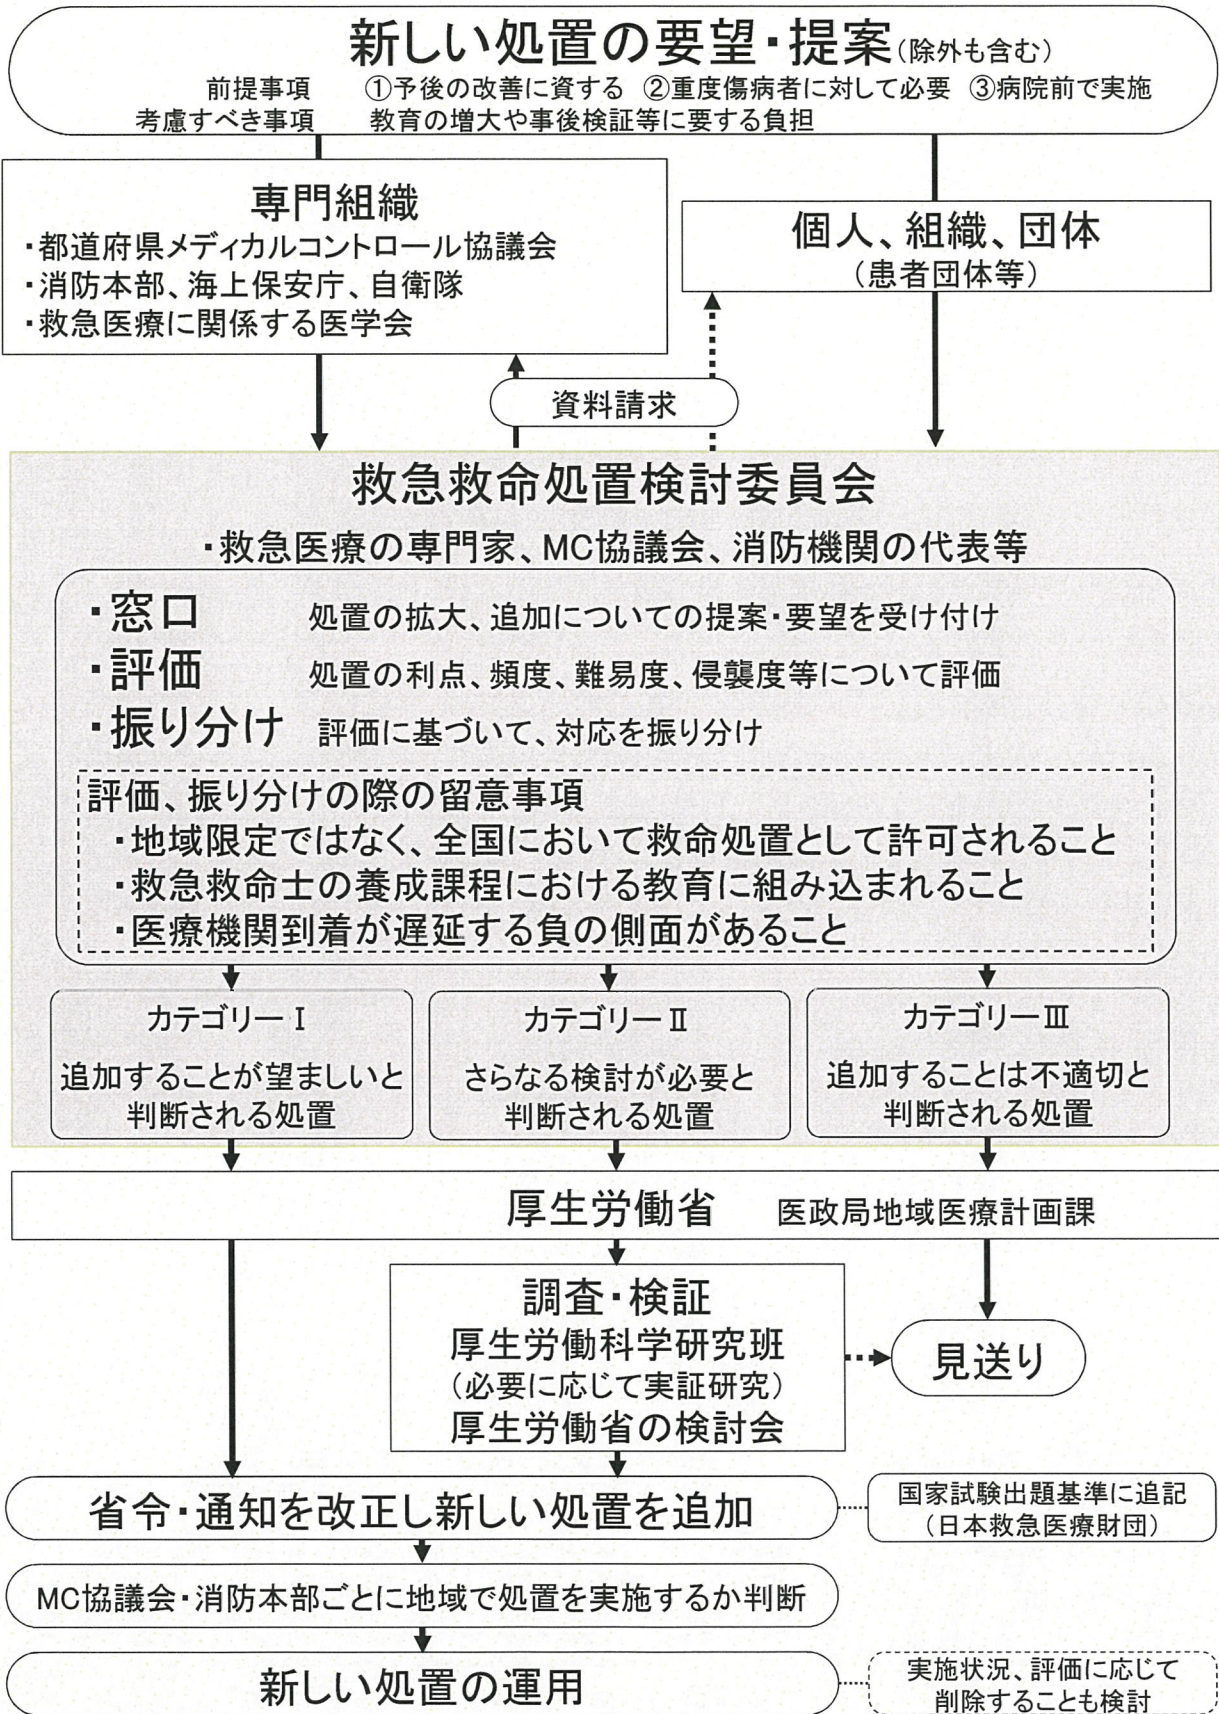 新しい処置の要望・提案(除外も含む)
前提事項 ①予後の改善に資する ②重度傷病者に対して必要 ③病院前で実施
考慮すべき事項 教育の増大や事後検証等に要する負担
専門組織
・都道府県メディカルコントロール協議会
・消防本部、海上保安庁、自衛隊
・救急医療に関係する医学会
個人、組織、団体
(患者団体等)
資料請求
救急救命処置検討委員会
・救急医療の専門家、MC協議会、消防機関の代表等
・窓口 処置の拡大、追加についての提案・要望を受け付け
・評価 処置の利点、頻度、難易度、侵襲度等について評価
・振り分け 評価に基づいて、対応を振り分け
評価、振り分けの際の留意事項
・地域限定ではなく、全国において救命処置として許可されること
・救急救命士の養成課程における教育に組み込まれること
・医療機関到着が遅延する負の側面があること
カテゴリーⅠ
追加することが望ましいと
判断される処置
カテゴリーⅡ
さらなる検討が必要と
判断される処置
カテゴリーⅢ
追加することは不適切と
判断される処置
厚生労働省 医政局地域医療計画課
調査・検証
厚生労働科学研究班
(必要に応じて実証研究)
厚生労働省の検討会
見送り
省令・通知を改正し新しい処置を追加
国家試験出題基準に追記
(日本救急医療財団)
MC協議会・消防本部ごとに地域で処置を実施するか判断
新しい処置の運用
実施状況、評価に応じて
削除することも検討